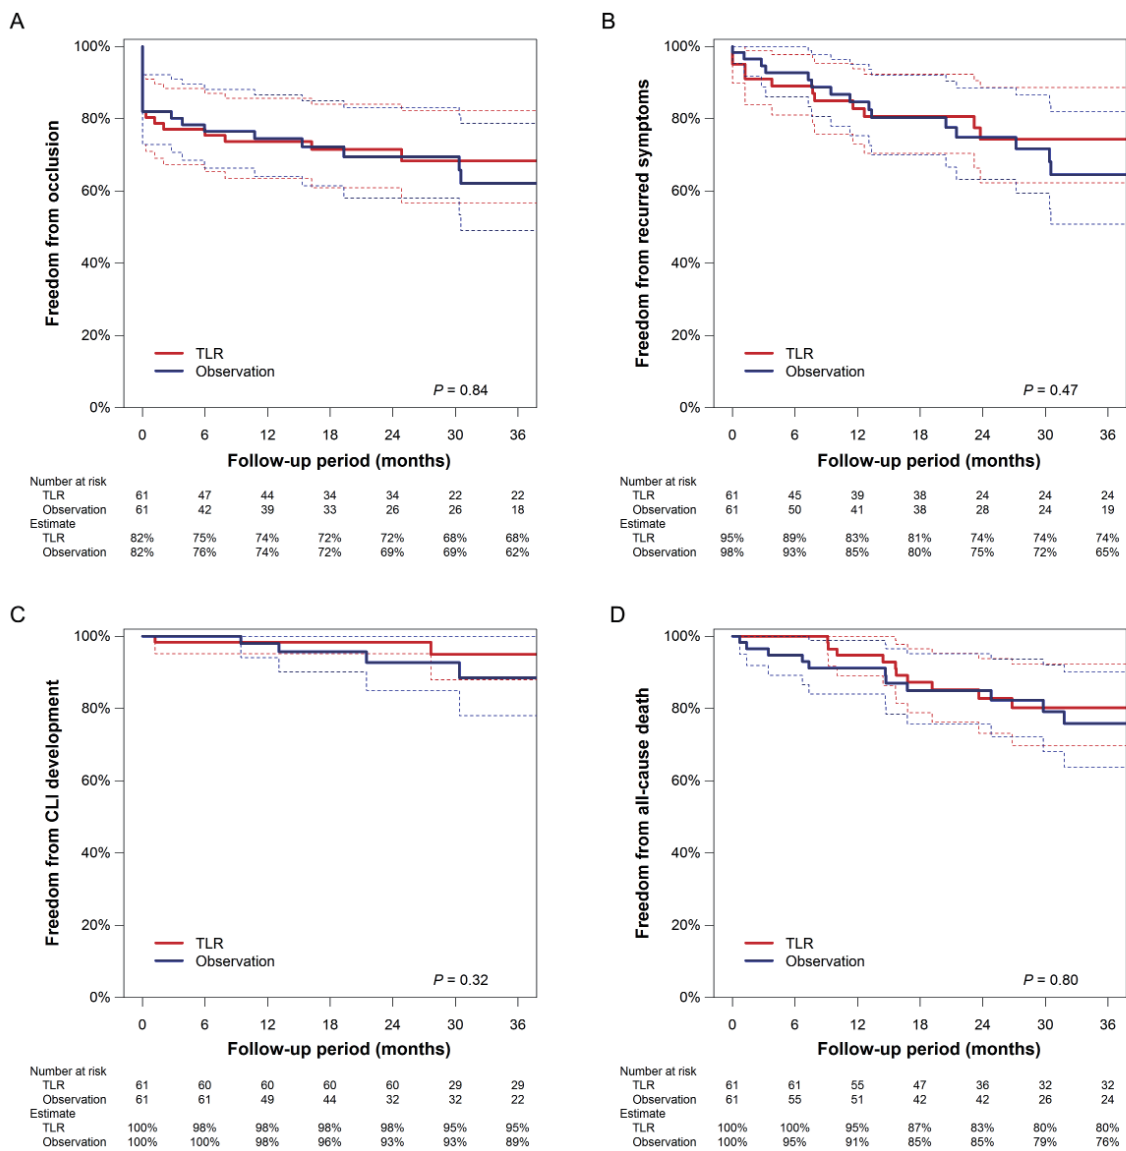 A
100%
80%
60%
40%
20%
0%
Freedom from occlusion
TLR
Observation
P = 0.84
0 6 12 18 24 30 36
Follow-up period (months)
Number at risk
TLR 61 47 44 34 34 22 22
Observation 61 42 39 33 26 26 18
Estimate
TLR 82% 75% 74% 72% 72% 68% 68%
Observation 82% 76% 74% 72% 69% 69% 62%
B
100%
80%
60%
40%
20%
0%
Freedom from recurred symptoms
TLR
Observation
P = 0.47
0 6 12 18 24 30 36
Follow-up period (months)
Number at risk
TLR 61 45 39 38 24 24 24
Observation 61 50 41 38 28 24 19
Estimate
TLR 95% 89% 83% 81% 74% 74% 74%
Observation 98% 93% 85% 80% 75% 72% 65%
C
100%
80%
60%
40%
20%
0%
Freedom from CLI development
TLR
Observation
P = 0.32
0 6 12 18 24 30 36
Follow-up period (months)
Number at risk
TLR 61 60 60 60 60 29 29
Observation 61 61 49 44 32 32 22
Estimate
TLR 100% 98% 98% 98% 98% 95% 95%
Observation 100% 100% 98% 96% 93% 93% 89%
D
100%
80%
60%
40%
20%
0%
Freedom from all-cause death
TLR
Observation
P = 0.80
0 6 12 18 24 30 36
Follow-up period (months)
Number at risk
TLR 61 61 55 47 36 32 32
Observation 61 55 51 42 42 26 24
Estimate
TLR 100% 100% 95% 87% 83% 80% 80%
Observation 100% 95% 91% 85% 85% 79% 76%